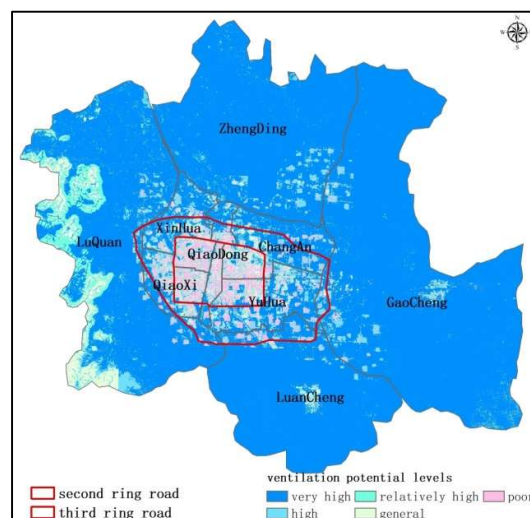 N
W E
S
ZhengDing
XinHua
LuQuan
QiaoDong
ChangAn
QiaoXi
YuHua
GaoCheng
LuanCheng
second ring road
third ring road
ventilation potential levels
very high
relatively high
poor
high
general